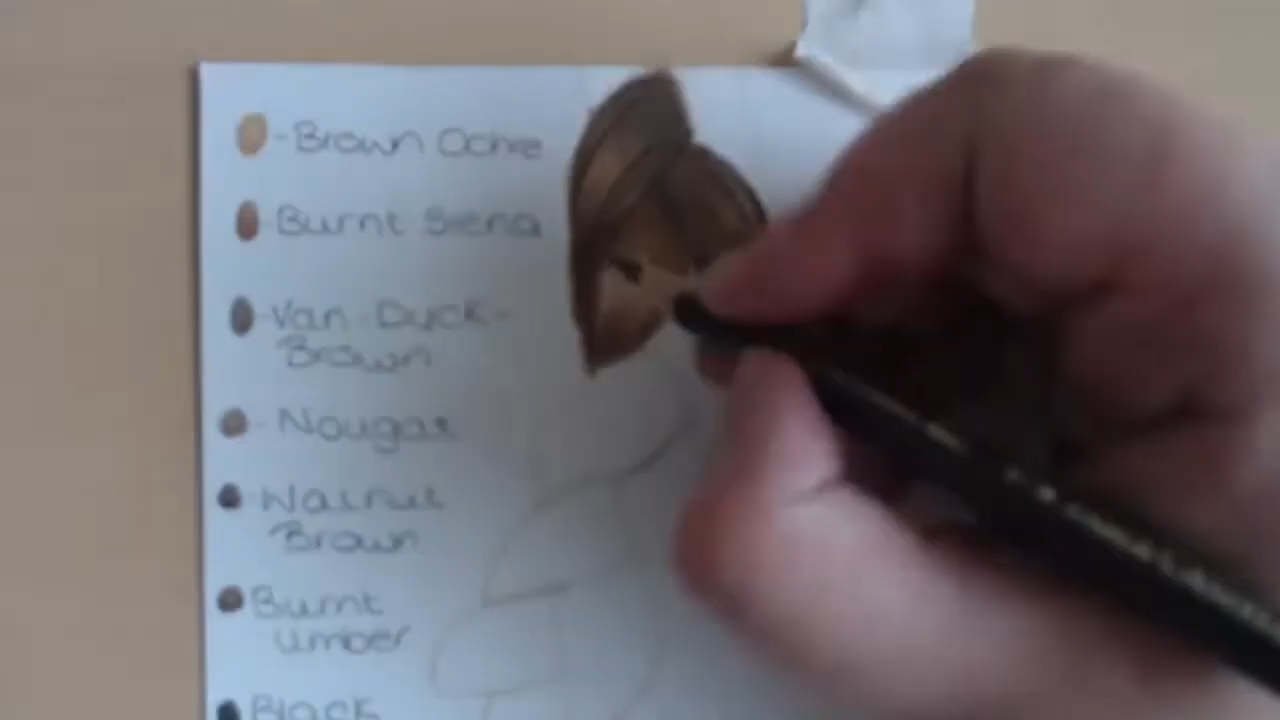 -Brown Ochre
Burnt Siena
-Van-Dyck-
Brown
-Nougat
Walnut
Brown
Burnt
umber
Black